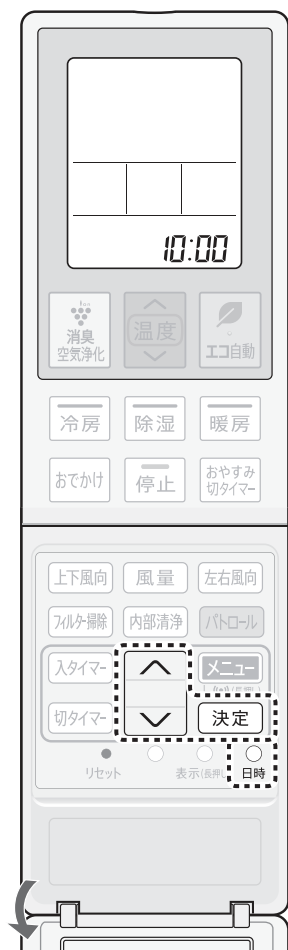 10:00
Ion
消臭
空気浄化
温度
エコ自動
冷房
除湿
暖房
おでかけ
停止
おやすみ
切タイマー
上下風向
風量
左右風向
フィルター掃除
内部清浄
パトロール
入タイマー
メニュー
切タイマー
決定
リセット
表示(長押し
日時